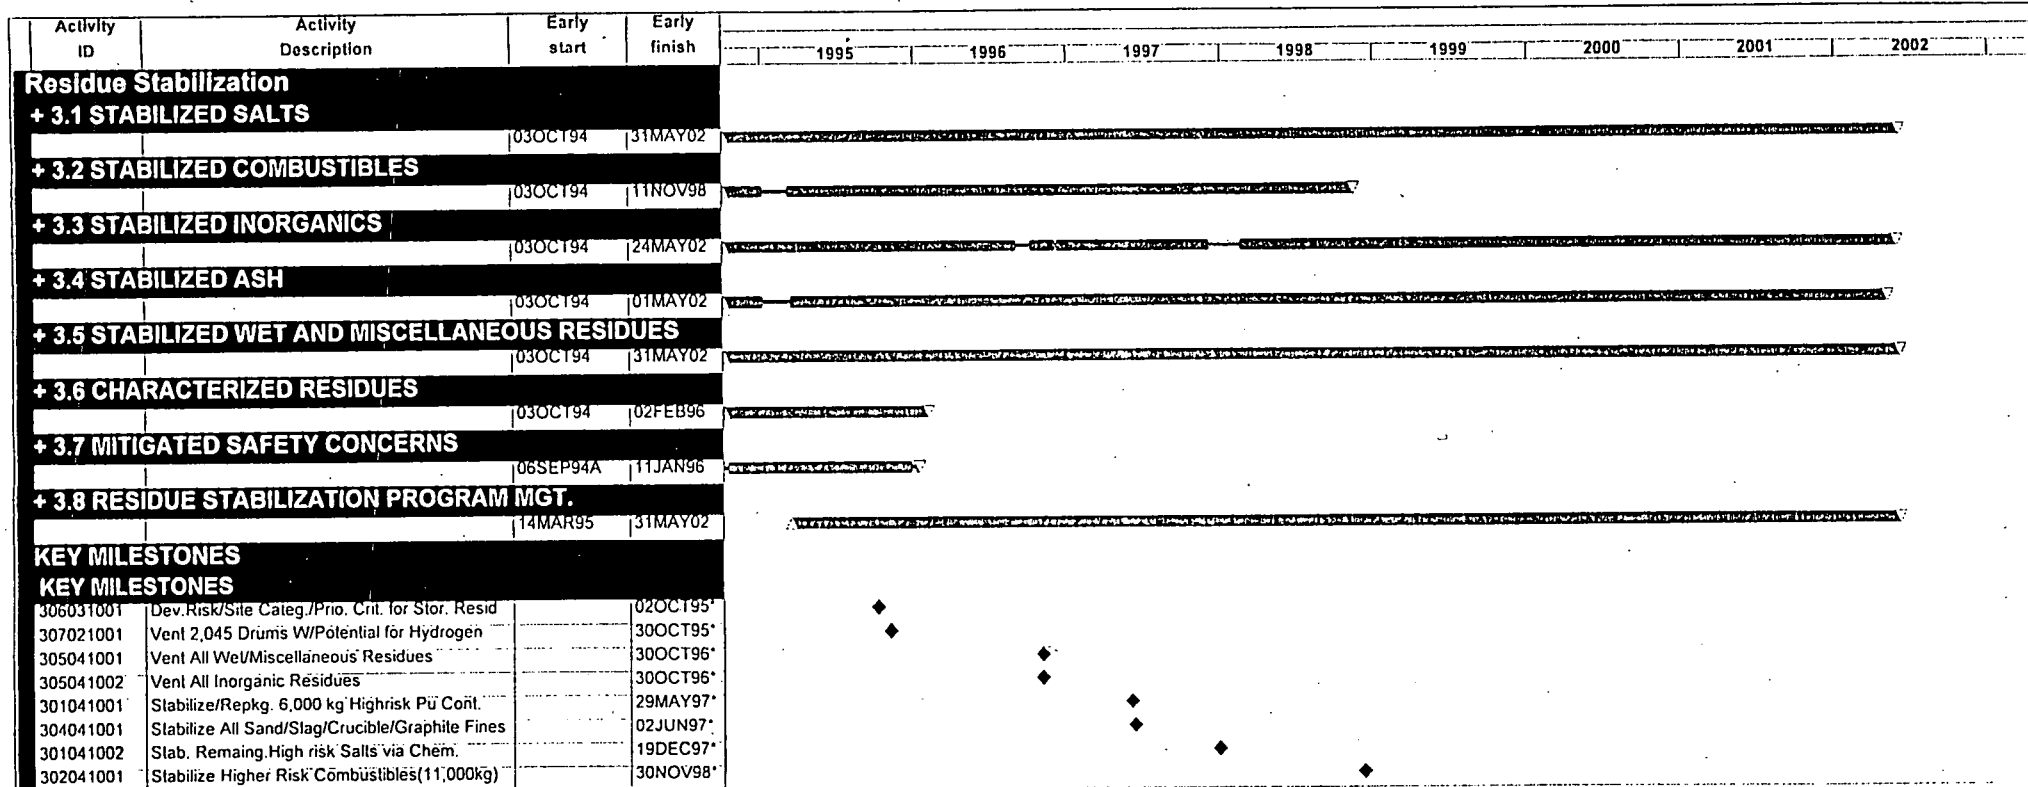 Activity ID Activity Description Early start Early finish 1995 1996 1997 1998 1999 2000 2001 2002
Residue Stabilization
+ 3.1 STABILIZED SALTS
03OCT94 31MAY02
+ 3.2 STABILIZED COMBUSTIBLES
03OCT94 11NOV98
+ 3.3 STABILIZED INORGANICS
03OCT94 24MAY02
+ 3.4 STABILIZED ASH
03OCT94 01MAY02
+ 3.5 STABILIZED WET AND MISCELLANEOUS RESIDUES
03OCT94 31MAY02
+ 3.6 CHARACTERIZED RESIDUES
03OCT94 02FEB96
+ 3.7 MITIGATED SAFETY CONCERNS
06SEP94A 11JAN96
+ 3.8 RESIDUE STABILIZATION PROGRAM MGT.
14MAR95 31MAY02
KEY MILESTONES
KEY MILESTONES
306031001 Dev.Risk/Site Categ./Prio. Crit. for Stor. Resid 02OCT95*
307021001 Vent 2,045 Drums W/Potential for Hydrogen 30OCT95*
305041001 Vent All Wet/Miscellaneous Residues 30OCT96*
305041002 Vent All Inorganic Residues 30OCT96*
301041001 Stabilize/Repkg. 6,000 kg Highrisk Pu Cont. 29MAY97*
304041001 Stabilize All Sand/Slag/Crucible/Graphite Fines 02JUN97*
301041002 Stab. Remaing.High risk Salts via Chem. 19DEC97*
302041001 Stabilize Higher Risk Combustibles(11,000kg) 30NOV98*